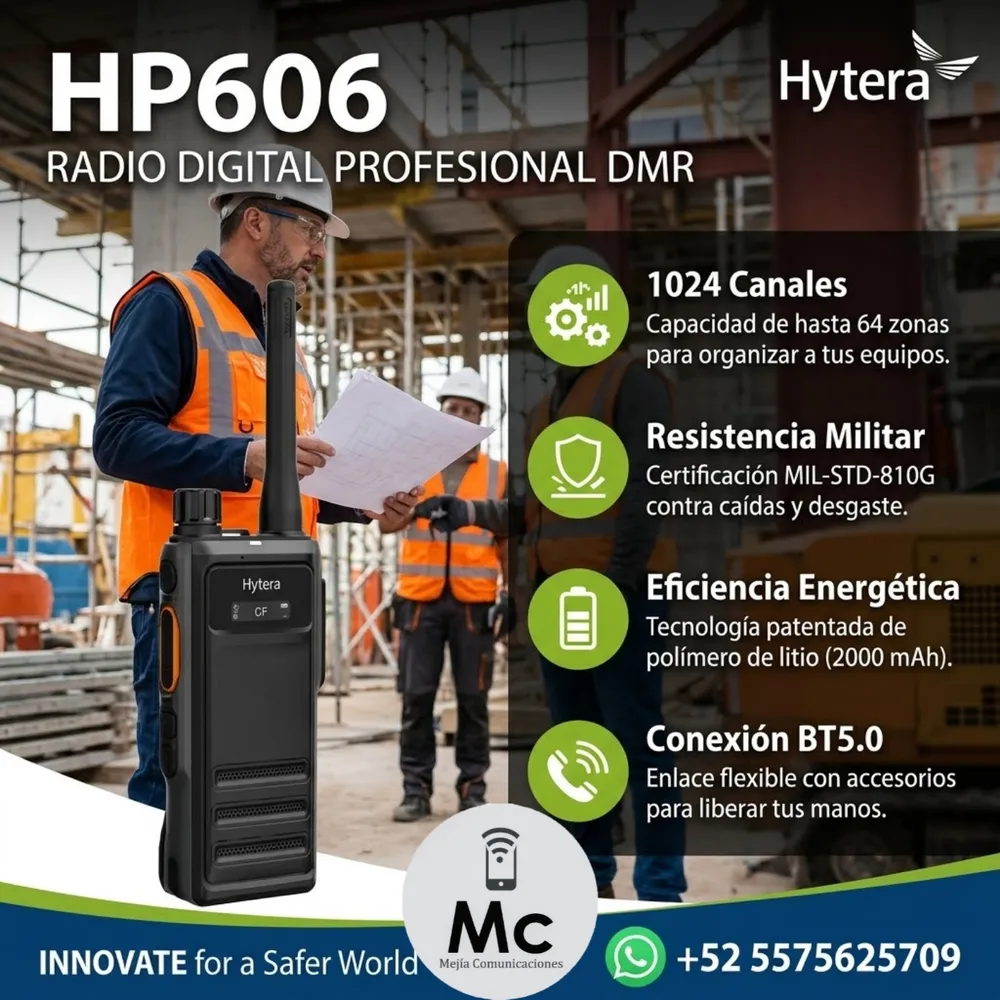 HP606
RADIO DIGITAL PROFESIONAL DMR
Hytera
1024 Canales
Capacidad de hasta 64 zonas
para organizar a tus equipos.
Resistencia Militar
Certificación MIL-STD-810G
contra caídas y desgaste.
Eficiencia Energética
Tecnología patentada de
polímero de litio (2000 mAh).
Conexión BT5.0
Enlace flexible con accesorios
para liberar tus manos.
Hytera
CF
INNOVATE for a Safer World
Mc
Mejía Comunicaciones
+52 5575625709